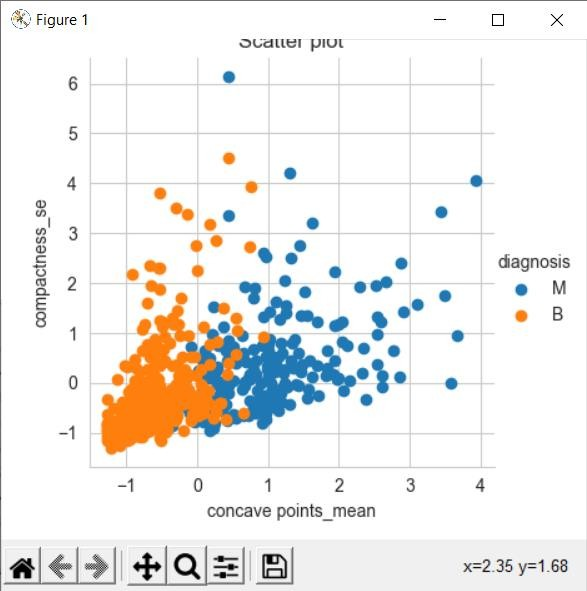 Figure 1
Scatter plot
6
5
4
3
2
1
0
−1
compactness_se
−1 0 1 2 3 4
concave points_mean
diagnosis
M
B
x=2.35 y=1.68